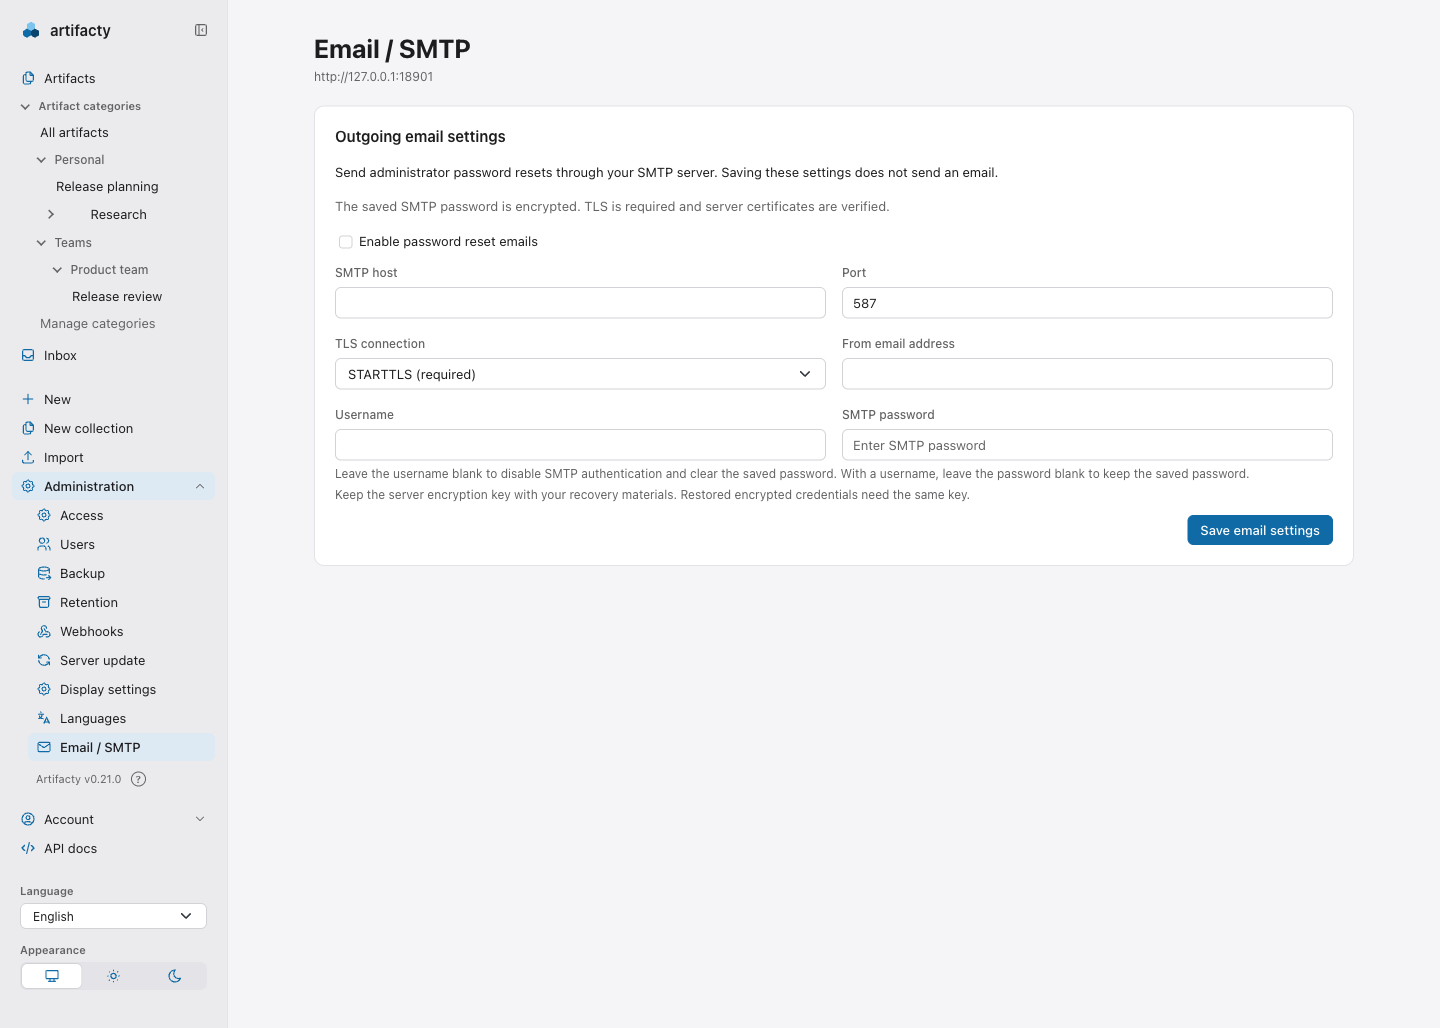 artifacty
Artifacts
Artifact categories
All artifacts
Personal
Release planning
Research
Teams
Product team
Release review
Manage categories
Inbox
New
New collection
Import
Administration
Access
Users
Backup
Retention
Webhooks
Server update
Display settings
Languages
Email / SMTP
Artifacty v0.21.0 ?
Account
API docs
Language
English
Appearance
Email / SMTP
http://127.0.0.1:18901
Outgoing email settings
Send administrator password resets through your SMTP server. Saving these settings does not send an email.
The saved SMTP password is encrypted. TLS is required and server certificates are verified.
Enable password reset emails
SMTP host
Port
587
TLS connection
From email address
STARTTLS (required)
Username
SMTP password
Enter SMTP password
Leave the username blank to disable SMTP authentication and clear the saved password. With a username, leave the password blank to keep the saved password.
Keep the server encryption key with your recovery materials. Restored encrypted credentials need the same key.
Save email settings